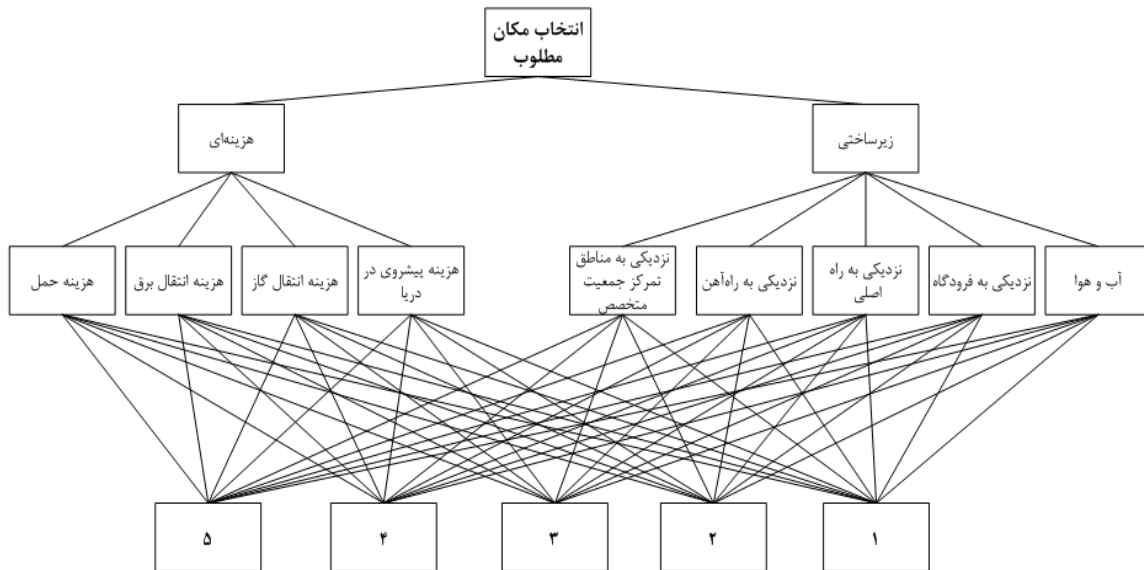 انتخاب مکان
مطلوب
زیرساختی
هزینه‌ای
آب و هوا
نزدیکی به فرودگاه
نزدیکی به راه
اصلی
نزدیکی به راه‌آهن
نزدیکی به مناطق
تمرکز جمعیت
متخصص
هزینه پیشروی در
دریا
هزینه انتقال گاز
هزینه انتقال برق
هزینه حمل
۱
۲
۳
۴
۵